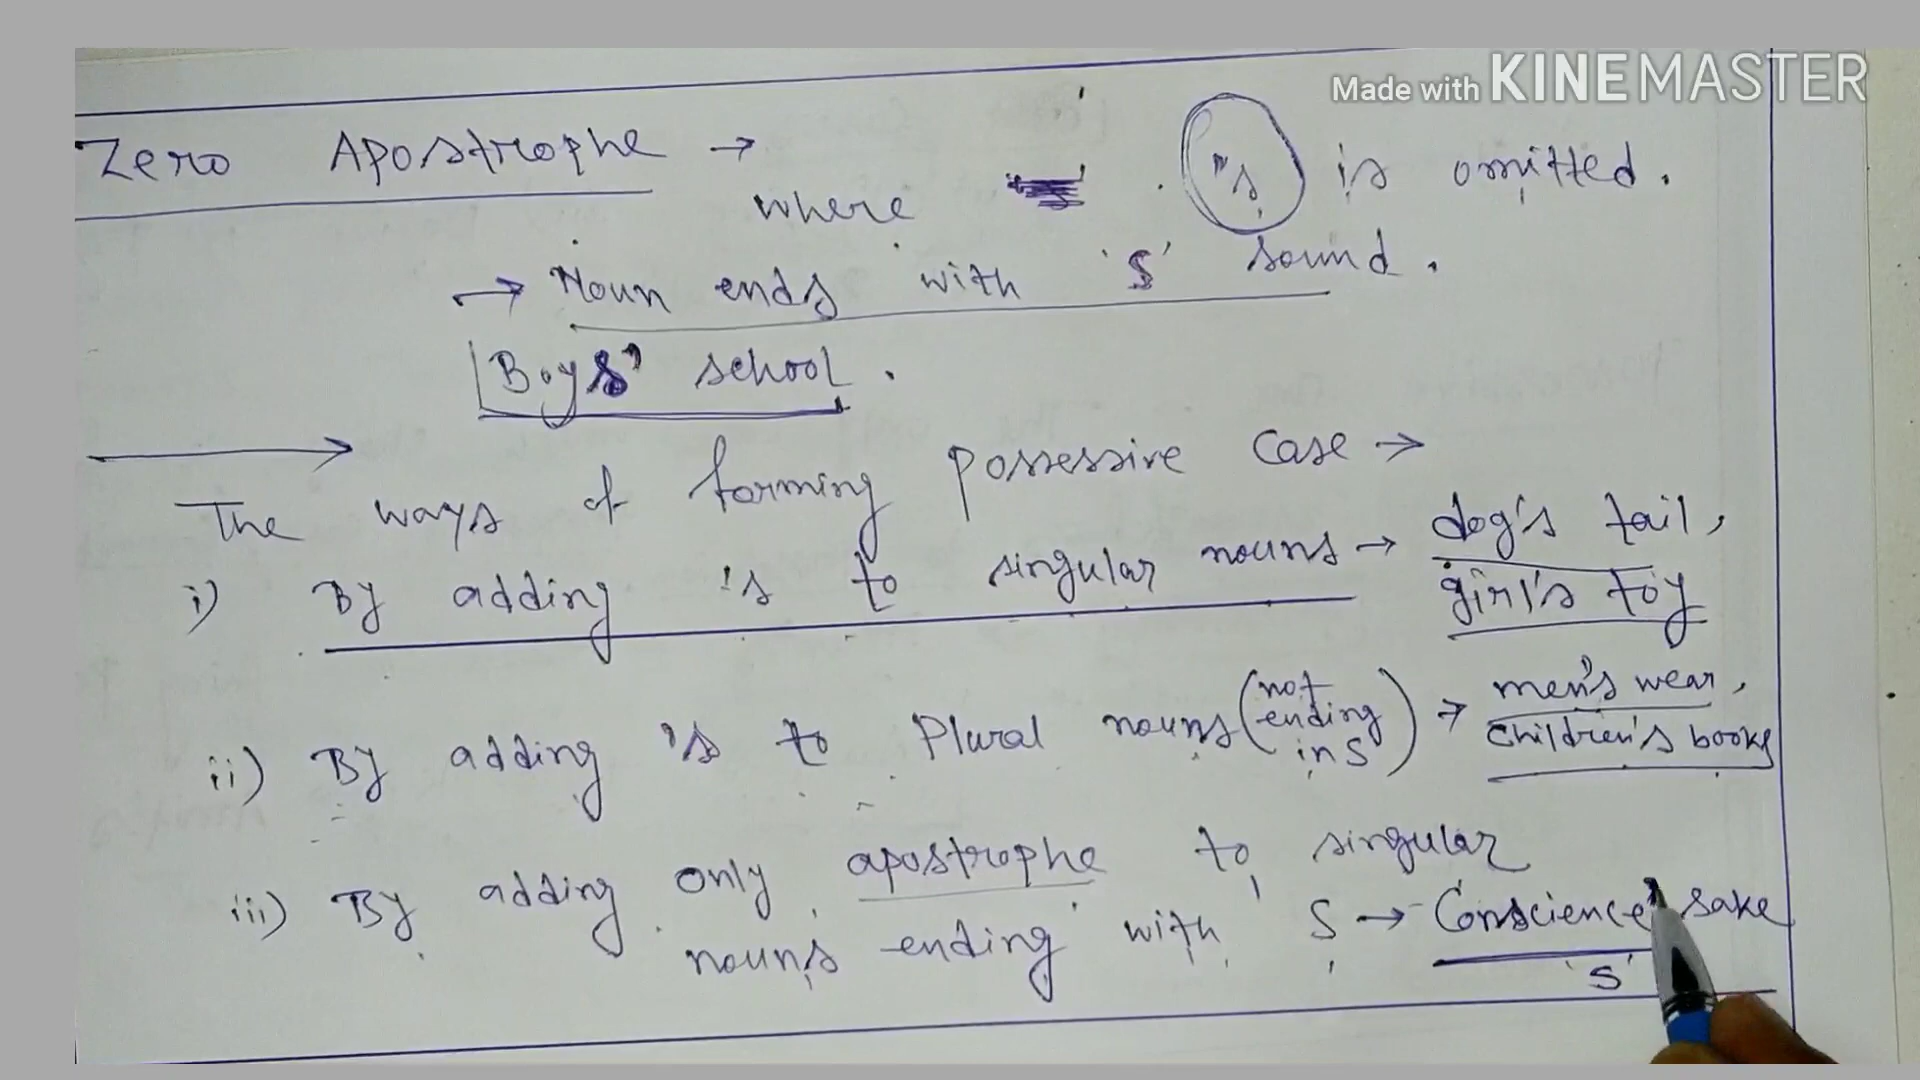 Made with KINEMASTER
Zero Apostrophe →
where 's is omitted.
→ Noun ends with 'S' sound.
Boys' school.
The ways of forming possessive case →
i) By adding 's to singular nouns → dog's tail,
girl's toy
ii) By adding 's to Plural nouns (not ending in S) → men's wear,
children's books
iii) By adding only apostrophe to singular
nouns ending with S → Conscience' sake
'S'